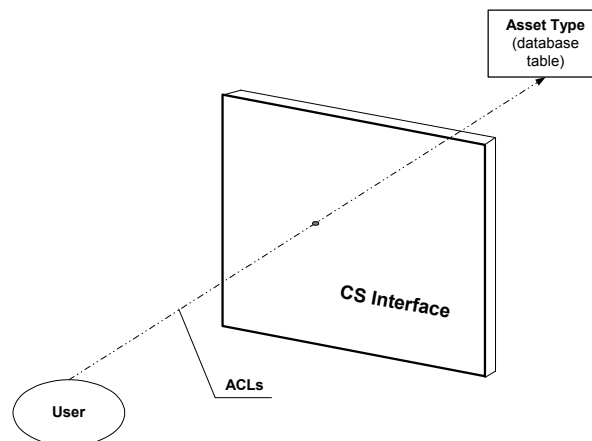 Asset Type
(database
table)
CS Interface
ACLs
User